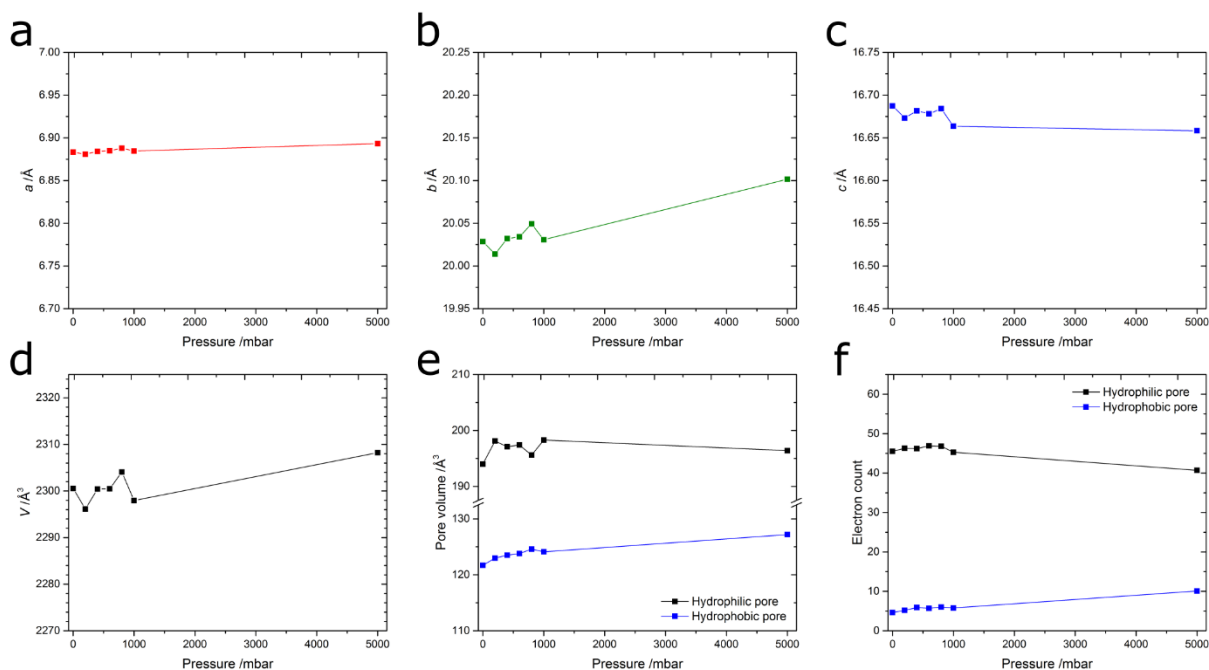 a
7.00
6.95
6.90
6.85
6.80
6.75
6.70
a /Å
0 1000 2000 3000 4000 5000
Pressure /mbar
b
20.25
20.20
20.15
20.10
20.05
20.00
19.95
b /Å
0 1000 2000 3000 4000 5000
Pressure /mbar
c
16.75
16.70
16.65
16.60
16.55
16.50
16.45
c /Å
0 1000 2000 3000 4000 5000
Pressure /mbar
d
2320
2310
2300
2290
2280
2270
V /Å³
0 1000 2000 3000 4000 5000
Pressure /mbar
e
210
200
190
130
120
110
Pore volume /Å³
Hydrophilic pore
Hydrophobic pore
0 1000 2000 3000 4000 5000
Pressure /mbar
f
60
50
40
30
20
10
0
Electron count
Hydrophilic pore
Hydrophobic pore
0 1000 2000 3000 4000 5000
Pressure /mbar